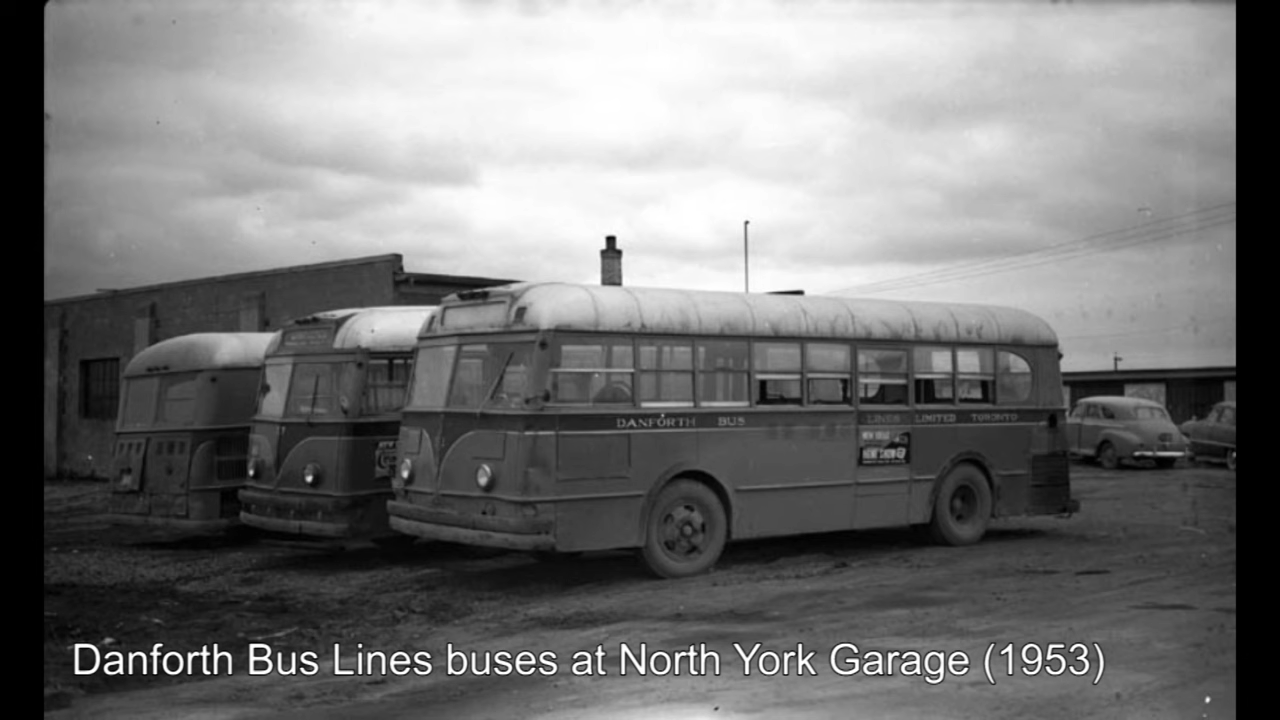 DANFORTH BUS LINES LIMITED TORONTO
Danforth Bus Lines buses at North York Garage (1953)